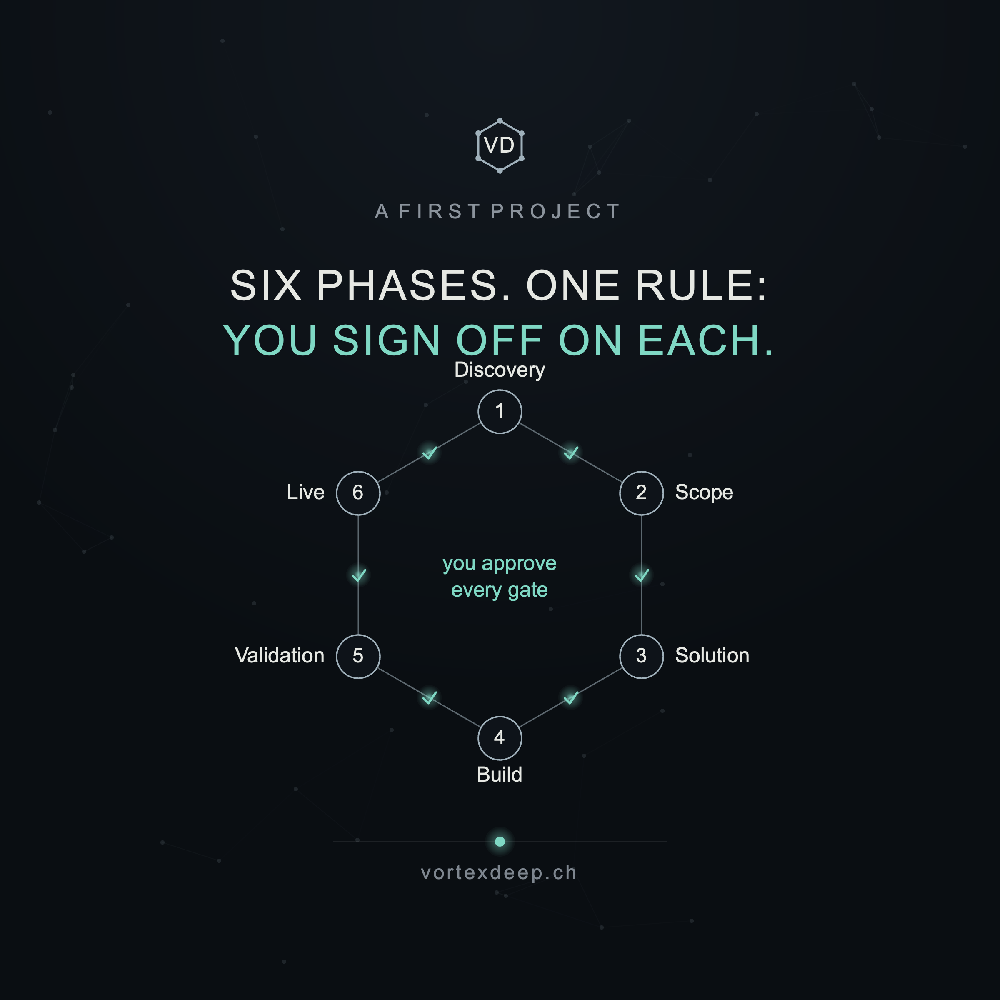 VD
A FIRST PROJECT
SIX PHASES. ONE RULE:
YOU SIGN OFF ON EACH.
Discovery
1
Live 6
2 Scope
you approve
every gate
Validation 5
3 Solution
4
Build
vortexdeep.ch